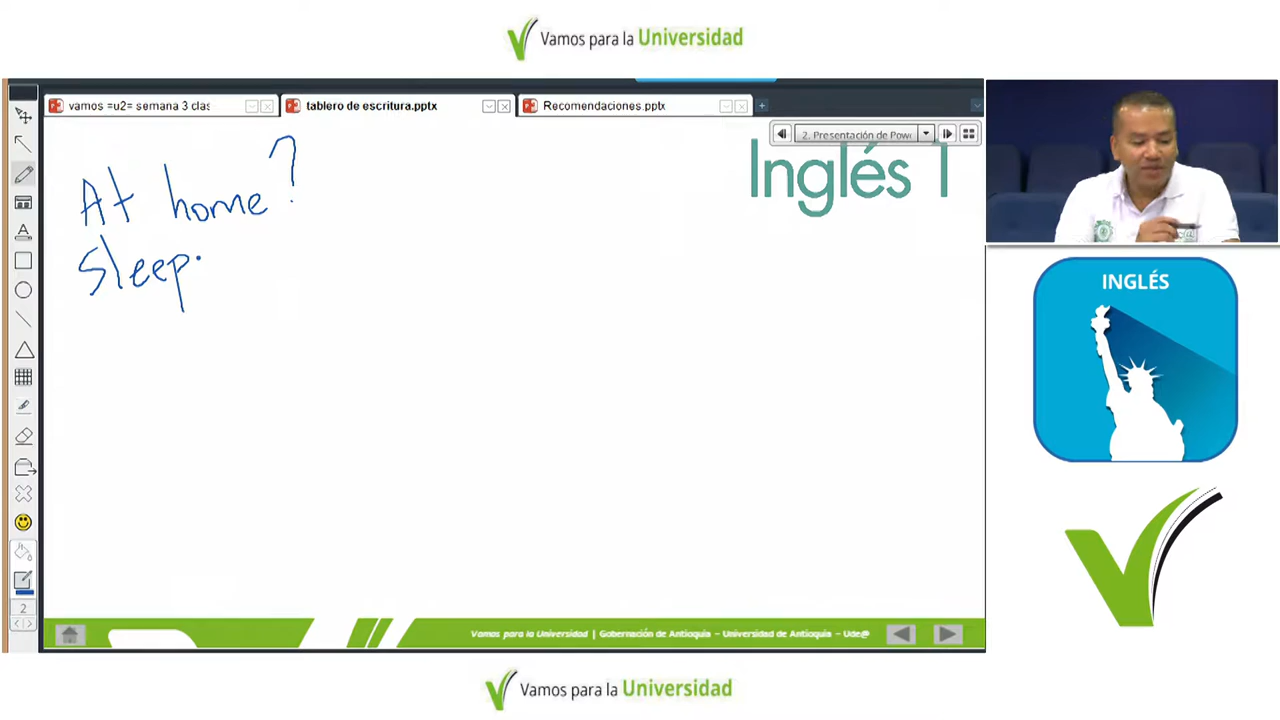 Vamos para la Universidad
vamos =u2= semana 3 clas
tablero de escritura.pptx
Recomendaciones.pptx
2. Presentación de Powe
Inglés 1
At home?
Sleep.
INGLÉS
2
Vamos para la Universidad | Gobernación de Antioquia – Universidad de Antioquia – Ude@
Vamos para la Universidad